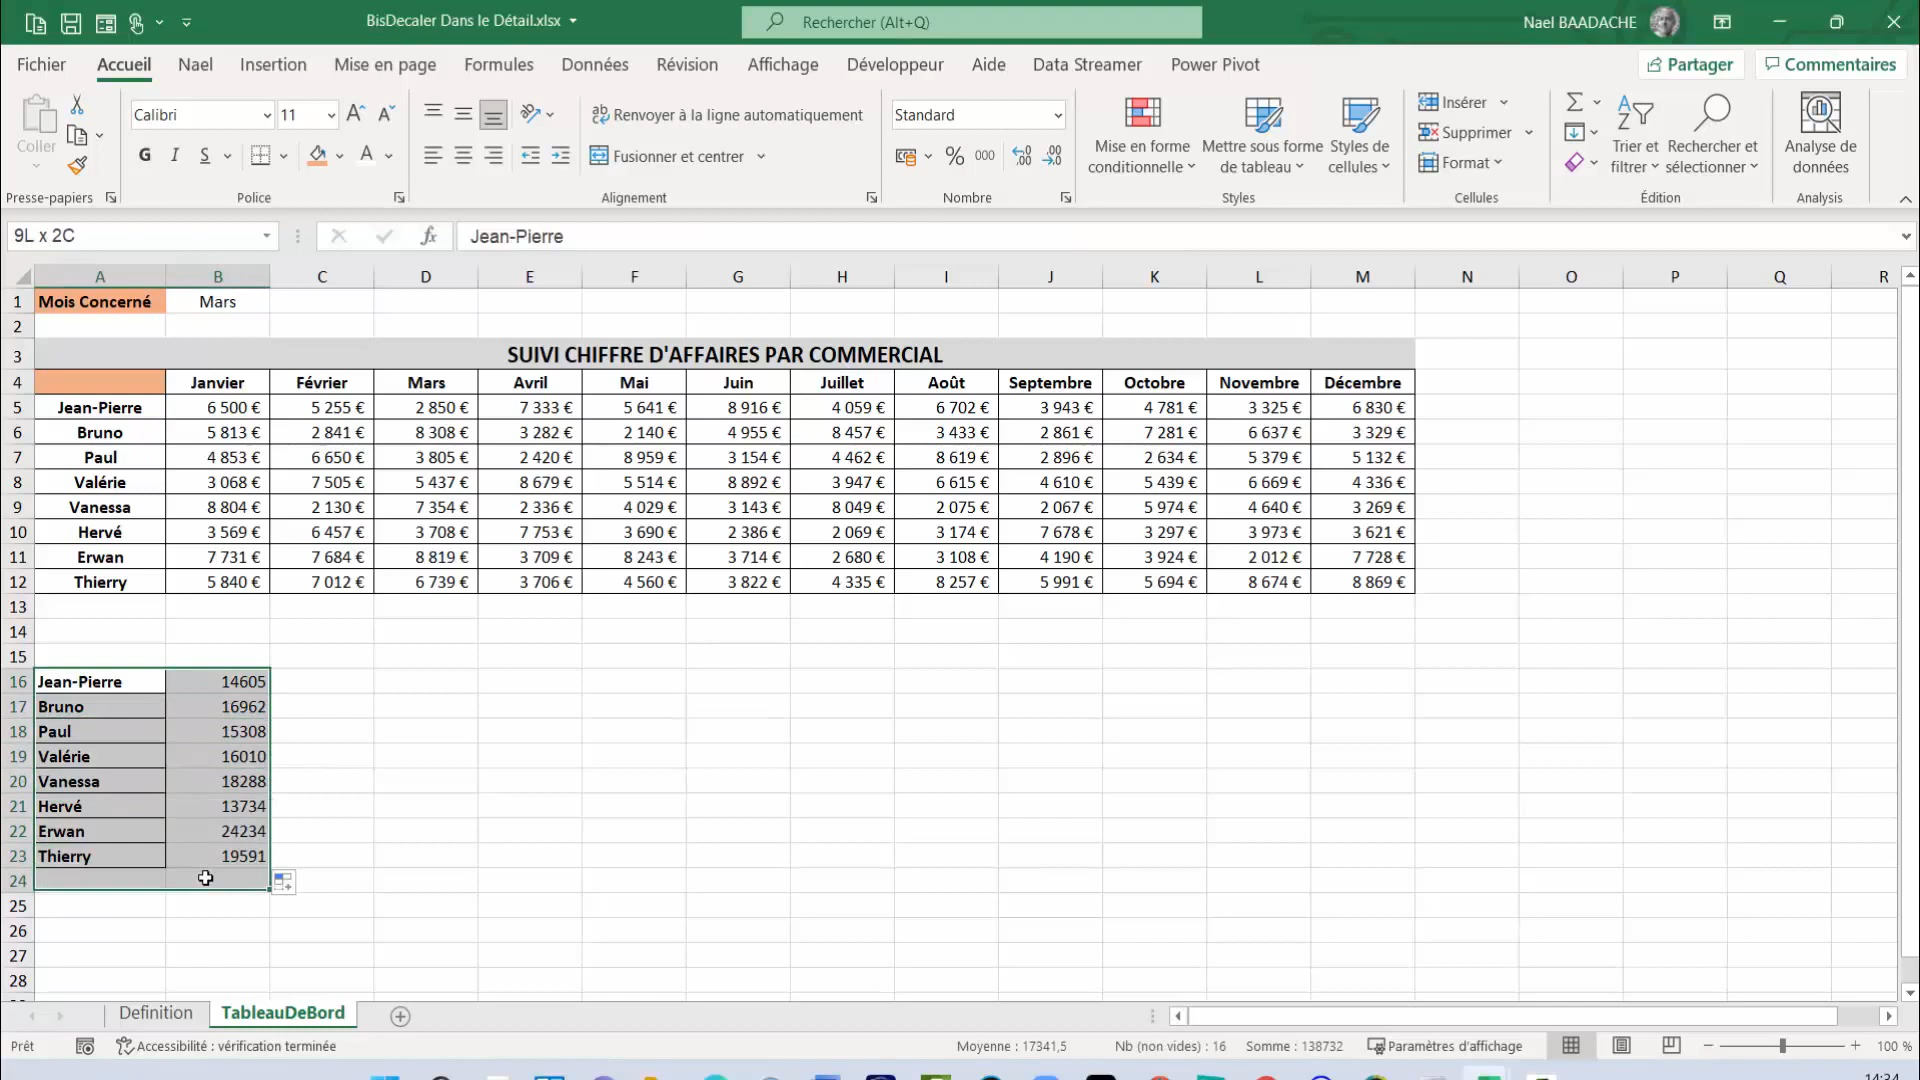 BisDecaler Dans le Détail.xlsx
Rechercher (Alt+Q)
Nael BAADACHE
Fichier Accueil Nael Insertion Mise en page Formules Données Révision Affichage Développeur Aide Data Streamer Power Pivot Partager Commentaires
Coller
Calibri 11
G I S
Renvoyer à la ligne automatiquement
Fusionner et centrer
Standard
% 000
Mise en forme conditionnelle
Mettre sous forme de tableau
Styles de cellules
Insérer
Supprimer
Format
Trier et filtrer
Rechercher et sélectionner
Analyse de données
Presse-papiers Police Alignement Nombre Styles Cellules Édition Analysis
9L x 2C fx Jean-Pierre
A B C D E F G H I J K L M N O P Q R
1 Mois Concerné Mars
2
3 SUIVI CHIFFRE D'AFFAIRES PAR COMMERCIAL
4 Janvier Février Mars Avril Mai Juin Juillet Août Septembre Octobre Novembre Décembre
5 Jean-Pierre 6 500 € 5 255 € 2 850 € 7 333 € 5 641 € 8 916 € 4 059 € 6 702 € 3 943 € 4 781 € 3 325 € 6 830 €
6 Bruno 5 813 € 2 841 € 8 308 € 3 282 € 2 140 € 4 955 € 8 457 € 3 433 € 2 861 € 7 281 € 6 637 € 3 329 €
7 Paul 4 853 € 6 650 € 3 805 € 2 420 € 8 959 € 3 154 € 4 462 € 8 619 € 2 896 € 2 634 € 5 379 € 5 132 €
8 Valérie 3 068 € 7 505 € 5 437 € 8 679 € 5 514 € 8 892 € 3 947 € 6 615 € 4 610 € 5 439 € 6 669 € 4 336 €
9 Vanessa 8 804 € 2 130 € 7 354 € 2 336 € 4 029 € 3 143 € 8 049 € 2 075 € 2 067 € 5 974 € 4 640 € 3 269 €
10 Hervé 3 569 € 6 457 € 3 708 € 7 753 € 3 690 € 2 386 € 2 069 € 3 174 € 7 678 € 3 297 € 3 973 € 3 621 €
11 Erwan 7 731 € 7 684 € 8 819 € 3 709 € 8 243 € 3 714 € 2 680 € 3 108 € 4 190 € 3 924 € 2 012 € 7 728 €
12 Thierry 5 840 € 7 012 € 6 739 € 3 706 € 4 560 € 3 822 € 4 335 € 8 257 € 5 991 € 5 694 € 8 674 € 8 869 €
13
14
15
16 Jean-Pierre 14605
17 Bruno 16962
18 Paul 15308
19 Valérie 16010
20 Vanessa 18288
21 Hervé 13734
22 Erwan 24234
23 Thierry 19591
24
25
26
27
28
Definition TableauDeBord
Prêt Accessibilité : vérification terminée Moyenne : 17341,5 Nb (non vides) : 16 Somme : 138732 Paramètres d'affichage 100 %